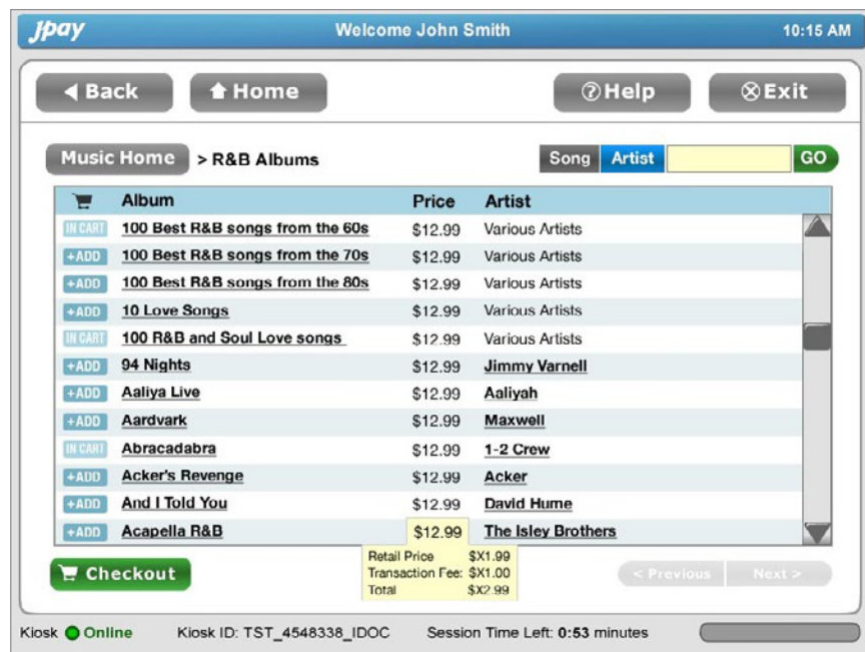 Jpay Welcome John Smith 10:15 AM
Back Home Help Exit
Music Home > R&B Albums Song Artist GO
Album Price Artist
IN CART 100 Best R&B songs from the 60s $12.99 Various Artists
+ADD 100 Best R&B songs from the 70s $12.99 Various Artists
+ADD 100 Best R&B songs from the 80s $12.99 Various Artists
+ADD 10 Love Songs $12.99 Various Artists
IN CART 100 R&B and Soul Love songs $12.99 Various Artists
+ADD 94 Nights $12.99 Jimmy Varnell
+ADD Aaliya Live $12.99 Aaliyah
+ADD Aardvark $12.99 Maxwell
IN CART Abracadabra $12.99 1-2 Crew
+ADD Acker's Revenge $12.99 Acker
+ADD And I Told You $12.99 David Hume
+ADD Acapella R&B $12.99 The Isley Brothers
Retail Price $X1.99
Transaction Fee: $X1.00
Total $X2.99
Checkout < Previous Next >
Kiosk Online Kiosk ID: TST_4548338_IDOC Session Time Left: 0:53 minutes